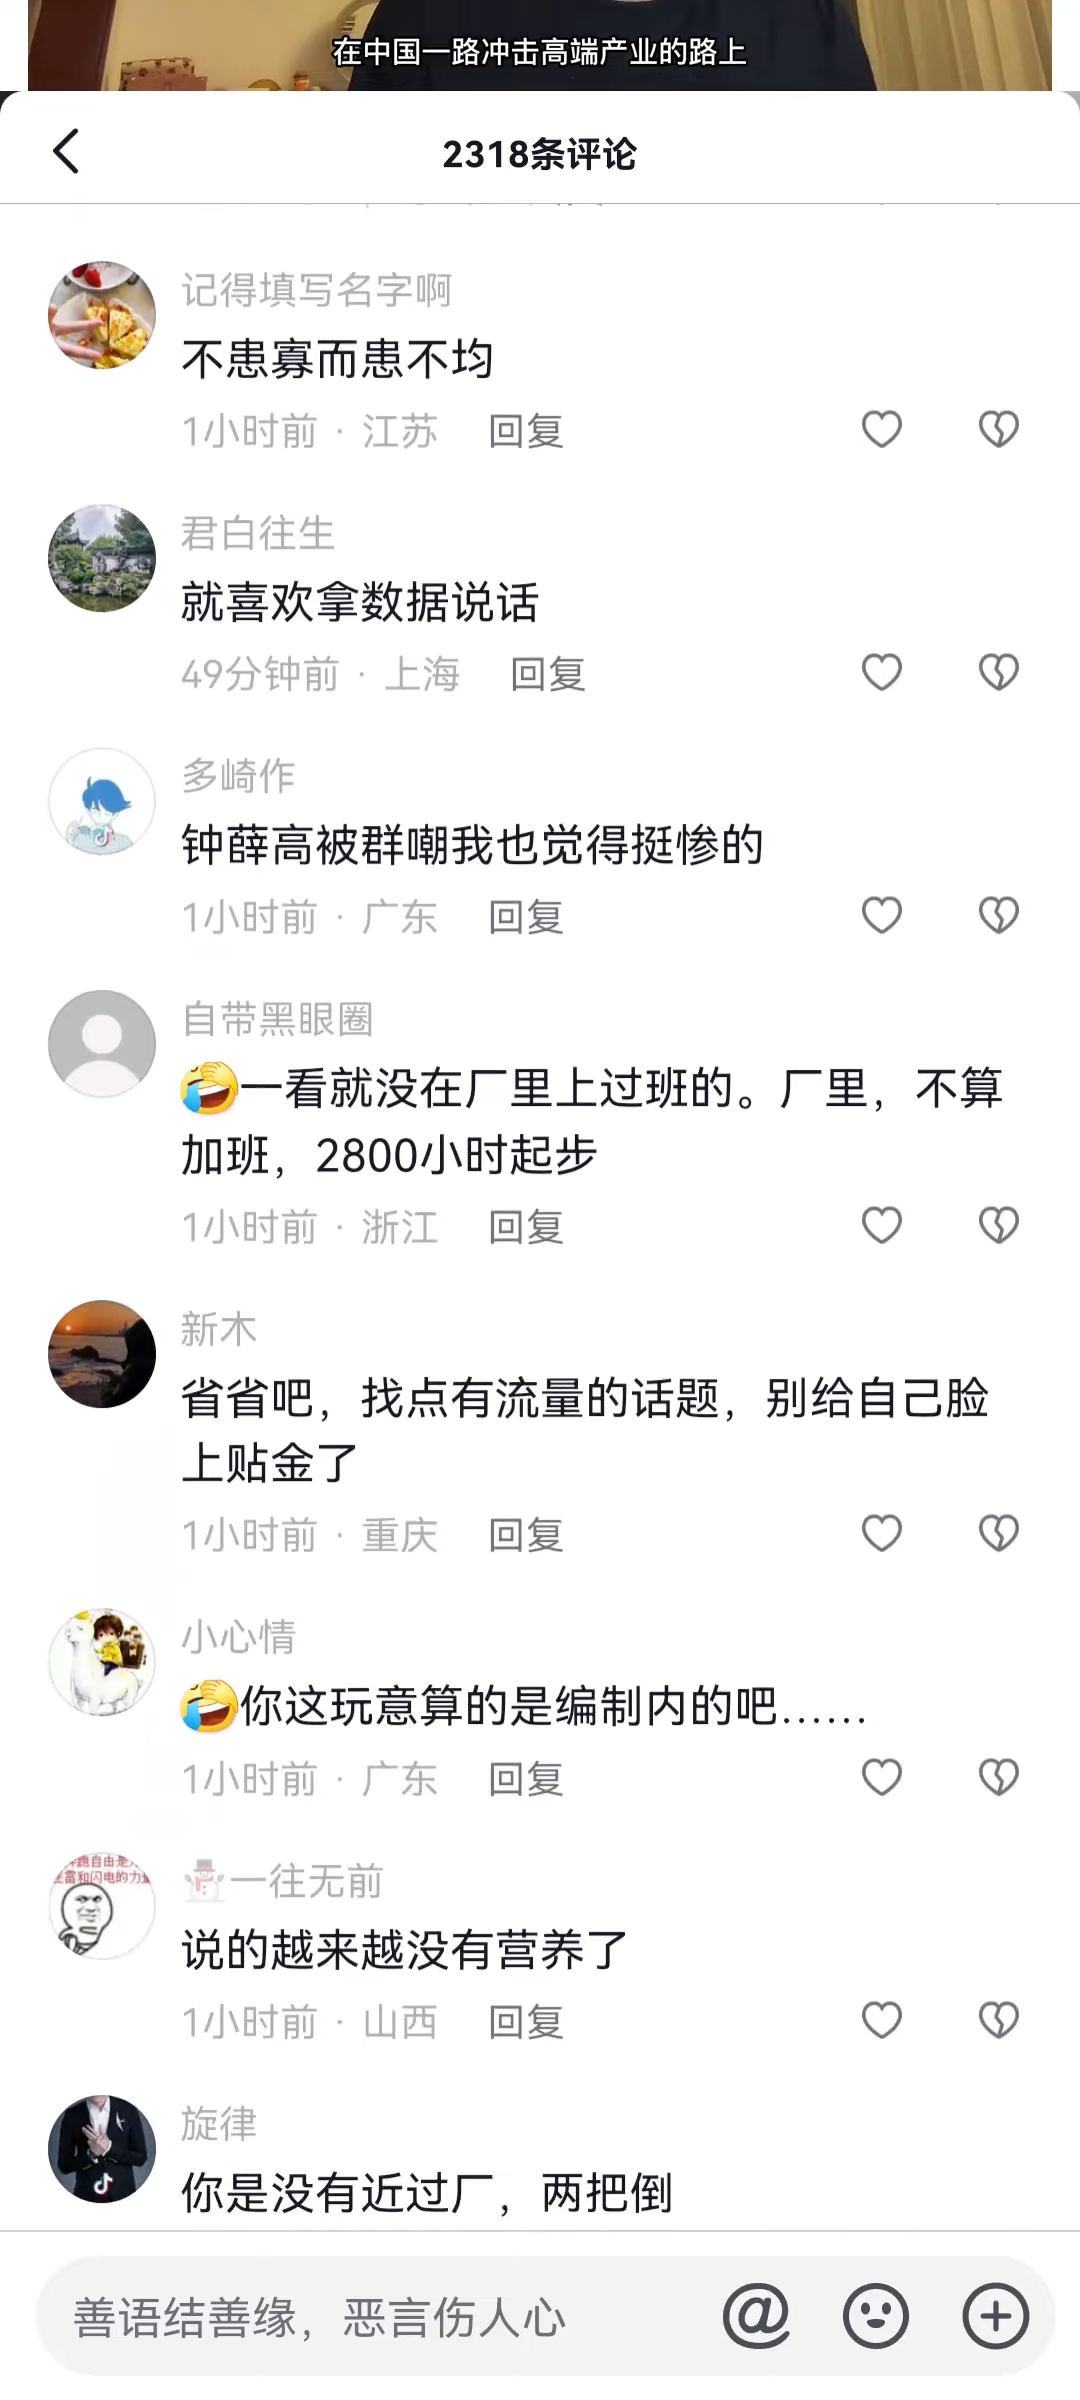 在中国一路冲击高端产业的路上
2318条评论
记得填写名字啊
不患寡而患不均
1小时前 · 江苏 回复
君白往生
就喜欢拿数据说话
49分钟前 · 上海 回复
多崎作
钟薛高被群嘲我也觉得挺惨的
1小时前 · 广东 回复
自带黑眼圈
🤣一看就没在厂里上过班的。厂里，不算
加班，2800小时起步
1小时前 · 浙江 回复
新木
省省吧，找点有流量的话题，别给自己脸
上贴金了
1小时前 · 重庆 回复
小心情
🤣你这玩意算的是编制内的吧……
1小时前 · 广东 回复
⛄一往无前
说的越来越没有营养了
1小时前 · 山西 回复
旋律
你是没有近过厂，两把倒
善语结善缘，恶言伤人心